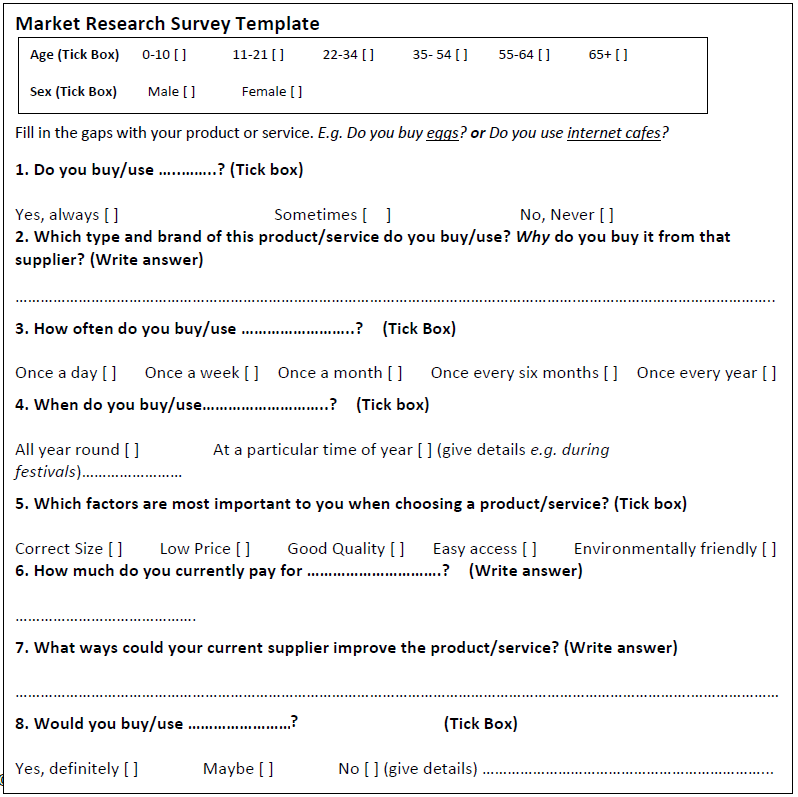 Market Research Survey Template
Age (Tick Box) 0-10 [ ] 11-21 [ ] 22-34 [ ] 35- 54 [ ] 55-64 [ ] 65+ [ ]
Sex (Tick Box) Male [ ] Female [ ]
Fill in the gaps with your product or service. E.g. Do you buy eggs? or Do you use internet cafes?
1. Do you buy/use …..……..? (Tick box)
Yes, always [ ] Sometimes [ ] No, Never [ ]
2. Which type and brand of this product/service do you buy/use? Why do you buy it from that
supplier? (Write answer)
………………………………………………………………………………………………………………………………………………………………..
3. How often do you buy/use ……………………..? (Tick Box)
Once a day [ ] Once a week [ ] Once a month [ ] Once every six months [ ] Once every year [ ]
4. When do you buy/use………………………..? (Tick box)
All year round [ ] At a particular time of year [ ] (give details e.g. during
festivals)……………………
5. Which factors are most important to you when choosing a product/service? (Tick box)
Correct Size [ ] Low Price [ ] Good Quality [ ] Easy access [ ] Environmentally friendly [ ]
6. How much do you currently pay for ………………………….? (Write answer)
…………………………………….
7. What ways could your current supplier improve the product/service? (Write answer)
…………………………………………………………………………………………………………………………………………….…………………
8. Would you buy/use ……………………? (Tick Box)
Yes, definitely [ ] Maybe [ ] No [ ] (give details) …………………………………………………………...